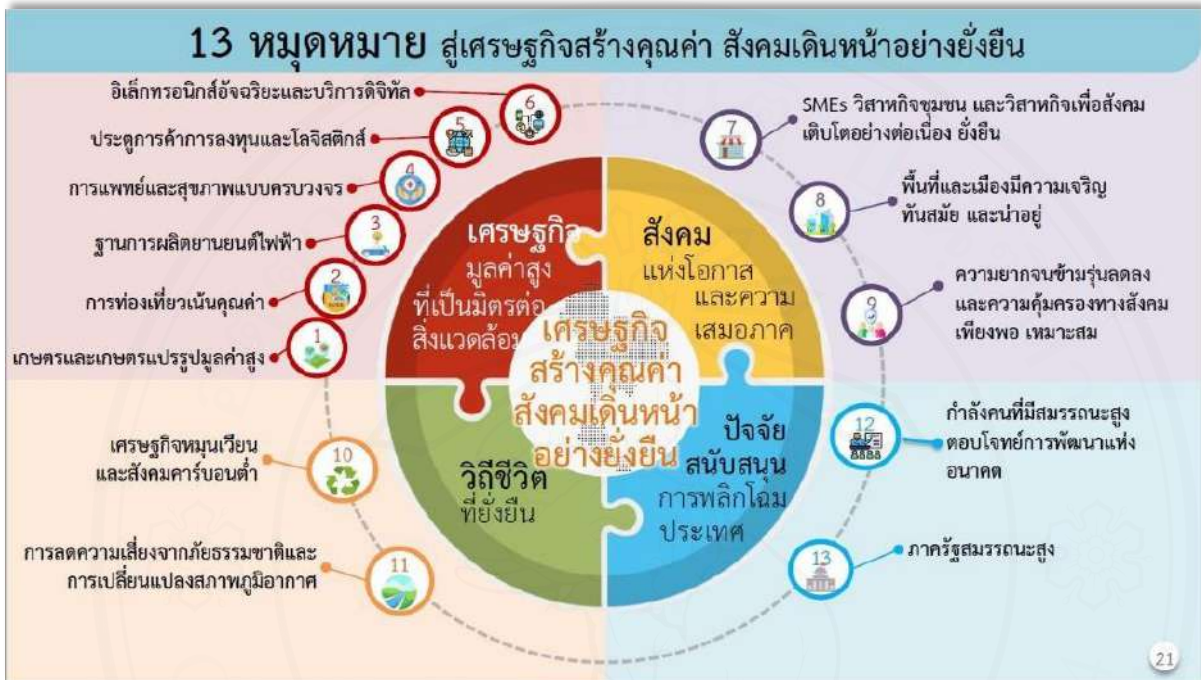 13 หมุดหมาย สู่เศรษฐกิจสร้างคุณค่า สังคมเดินหน้าอย่างยั่งยืน
6
อิเล็กทรอนิกส์อัจฉริยะและบริการดิจิทัล
5
ประตูการค้าการลงทุนและโลจิสติกส์
4
การแพทย์และสุขภาพแบบครบวงจร
3
ฐานการผลิตยานยนต์ไฟฟ้า
2
การท่องเที่ยวเน้นคุณค่า
1
เกษตรและเกษตรแปรรูปมูลค่าสูง
7
SMEs วิสาหกิจชุมชน และวิสาหกิจเพื่อสังคม
เติบโตอย่างต่อเนื่อง ยั่งยืน
8
พื้นที่และเมืองมีความเจริญ
ทันสมัย และน่าอยู่
9
ความยากจนข้ามรุ่นลดลง
และความคุ้มครองทางสังคม
เพียงพอ เหมาะสม
เศรษฐกิจ
มูลค่าสูง
ที่เป็นมิตรต่อ
สิ่งแวดล้อม
สังคม
แห่งโอกาส
และความ
เสมอภาค
เศรษฐกิจ
สร้างคุณค่า
สังคมเดินหน้า
อย่างยั่งยืน
วิถีชีวิต
ที่ยั่งยืน
ปัจจัย
สนับสนุน
การพลิกโฉม
ประเทศ
10
เศรษฐกิจหมุนเวียน
และสังคมคาร์บอนต่ำ
11
การลดความเสี่ยงจากภัยธรรมชาติและ
การเปลี่ยนแปลงสภาพภูมิอากาศ
12
กำลังคนที่มีสมรรถนะสูง
ตอบโจทย์การพัฒนาแห่ง
อนาคต
13
ภาครัฐสมรรถนะสูง
21